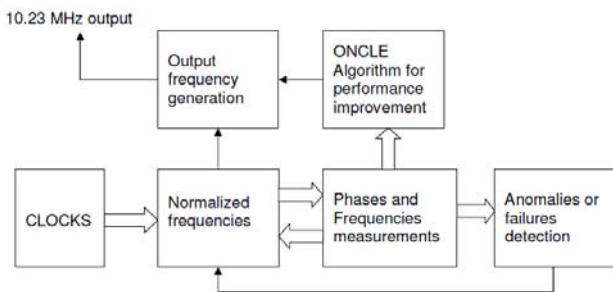 10.23 MHz output
Output
frequency
generation
ONCLE
Algorithm for
performance
improvement
CLOCKS
Normalized
frequencies
Phases and
Frequencies
measurements
Anomalies or
failures
detection